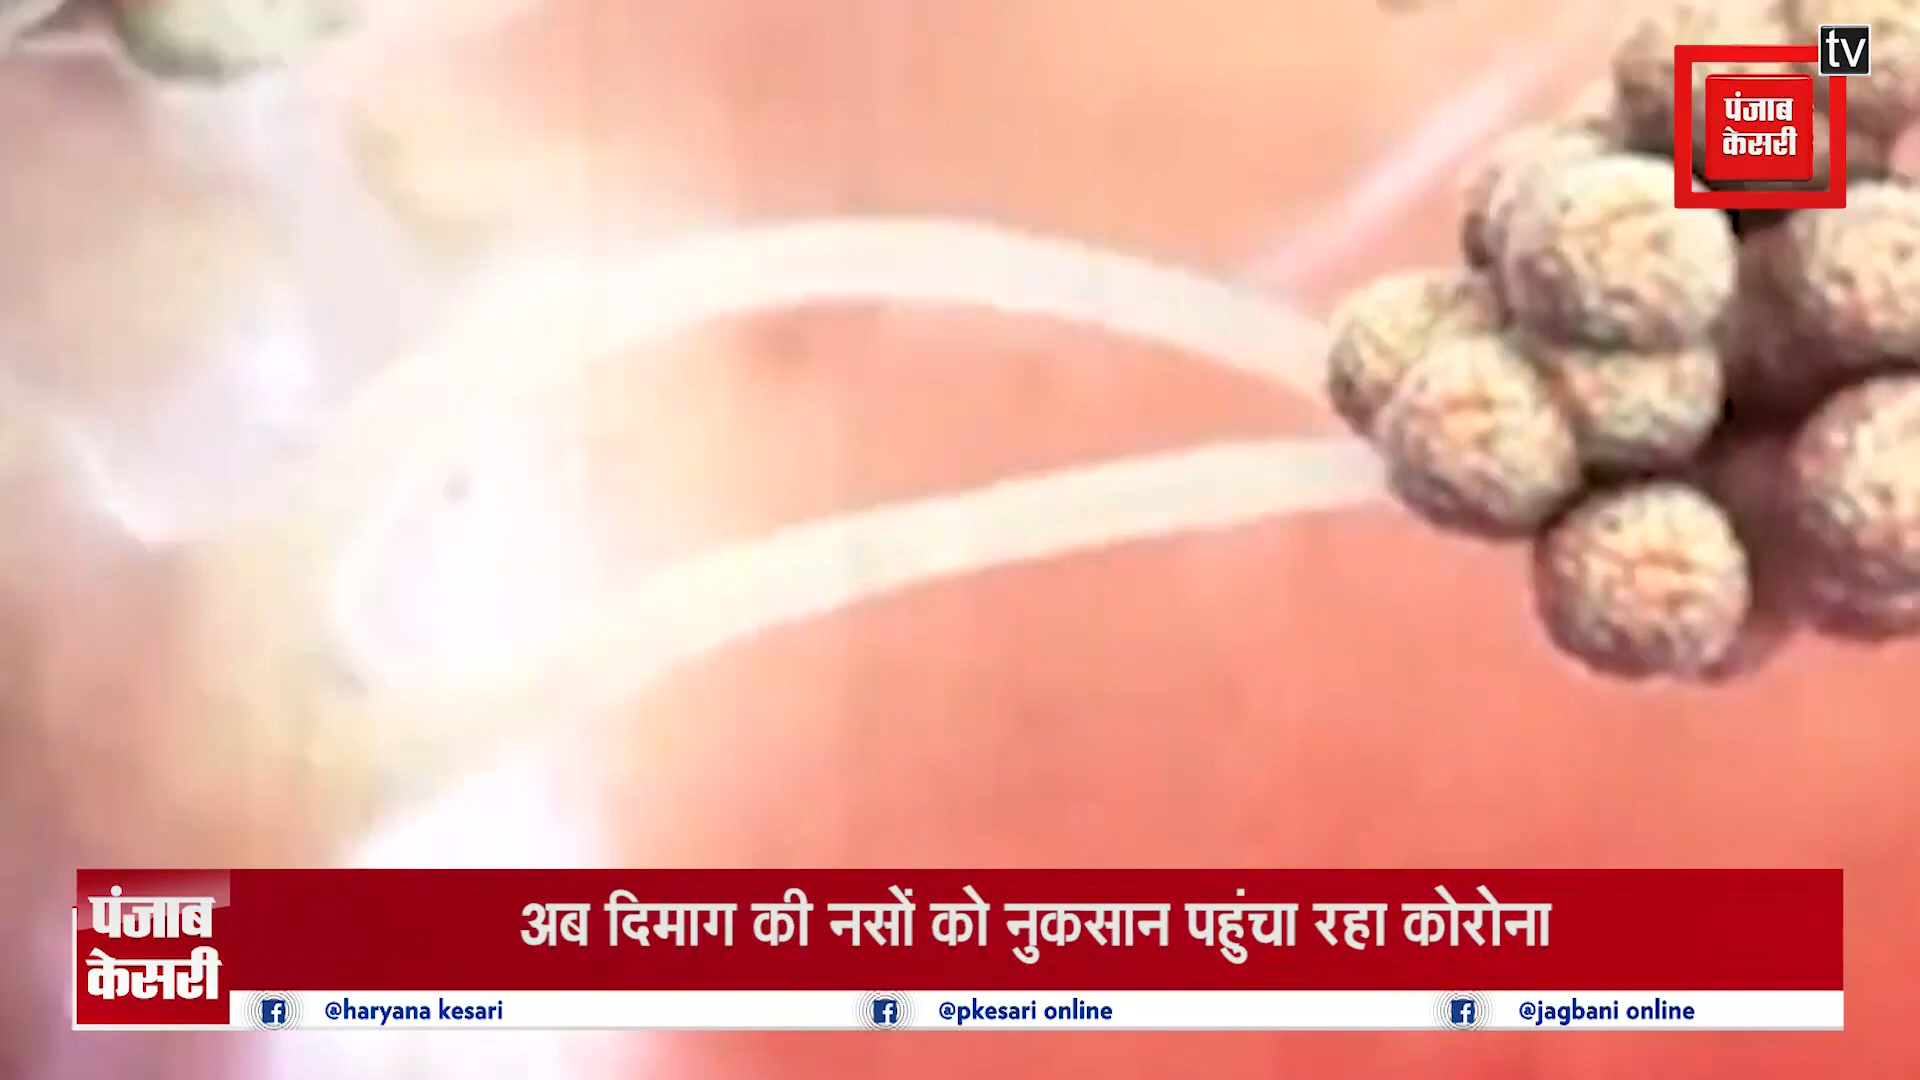 tv
पंजाब
केसरी
पंजाब
केसरी
अब दिमाग की नसों को नुकसान पहुंचा रहा कोरोना
@haryana kesari @pkesari online @jagbani online